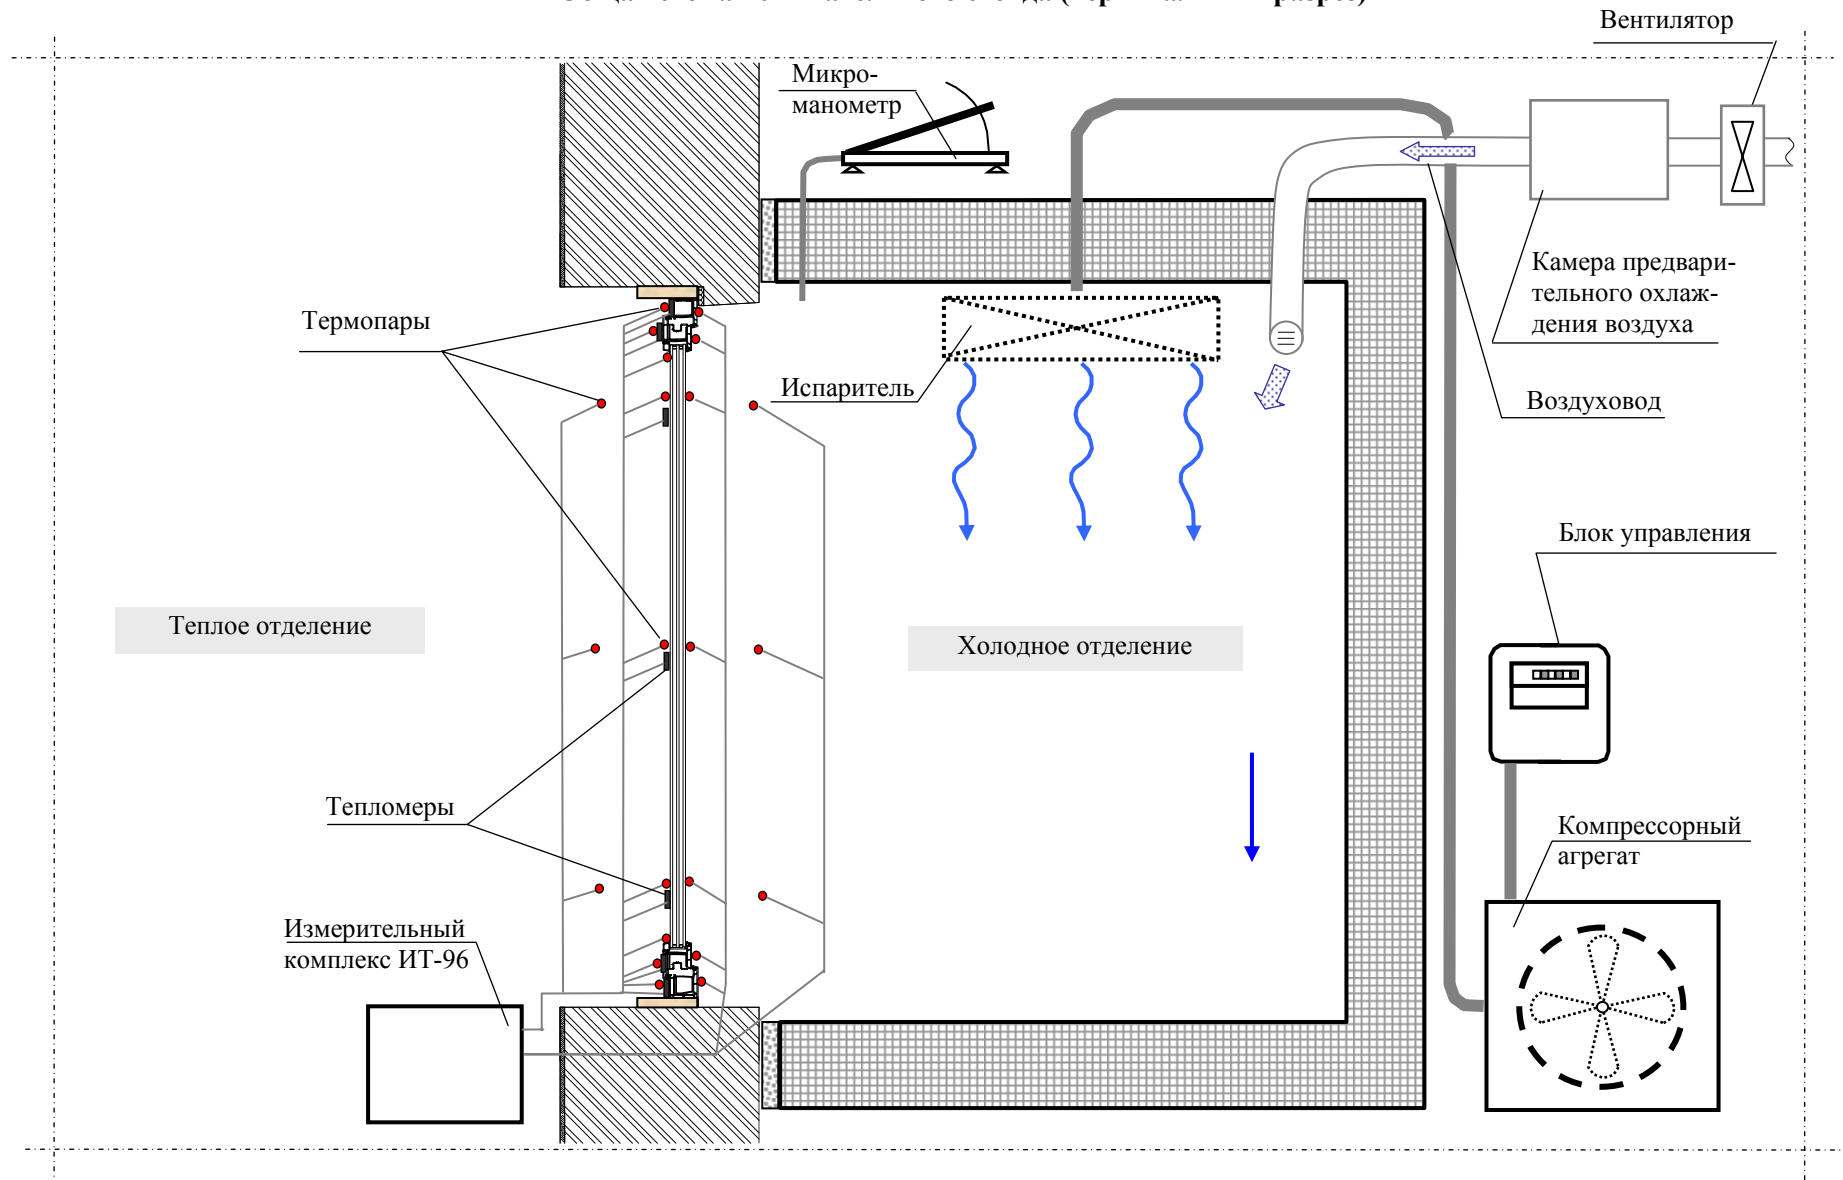 Вентилятор
Микро-
манометр
Камера предвари-
тельного охлаж-
дения воздуха
Термопары
Испаритель
Воздуховод
Блок управления
Теплое отделение
Холодное отделение
Тепломеры
Компрессорный
агрегат
Измерительный
комплекс ИТ-96